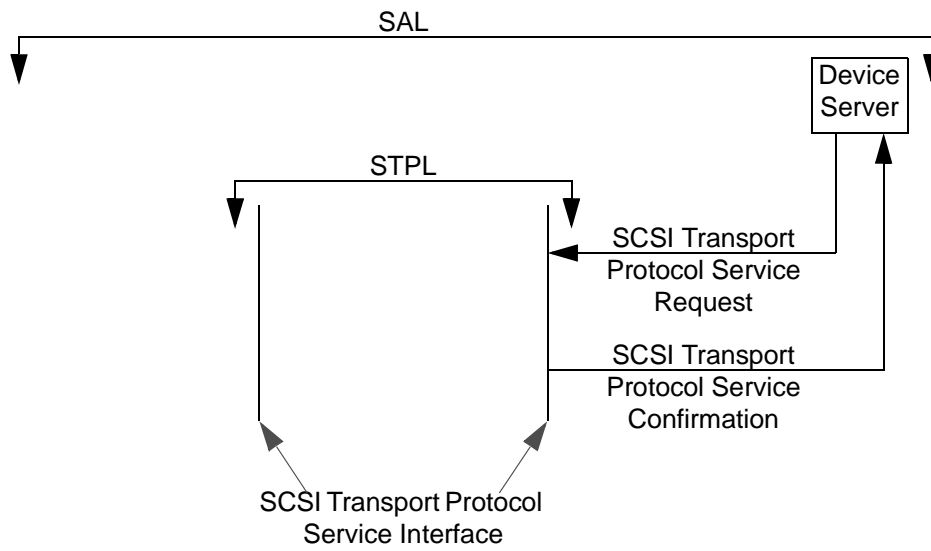 SAL
Device
Server
STPL
SCSI Transport
Protocol Service
Request
SCSI Transport
Protocol Service
Confirmation
SCSI Transport Protocol
Service Interface